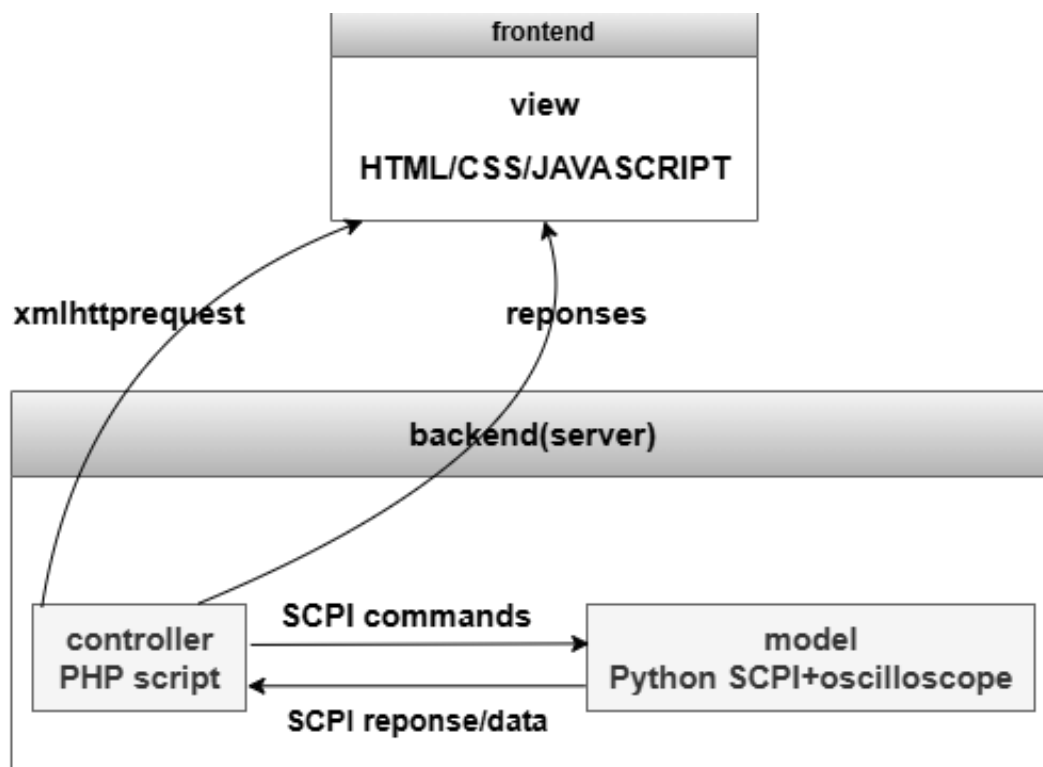 frontend
view
HTML/CSS/JAVASCRIPT
xmlhttprequest
reponses
backend(server)
controller
PHP script
SCPI commands
SCPI reponse/data
model
Python SCPI+oscilloscope